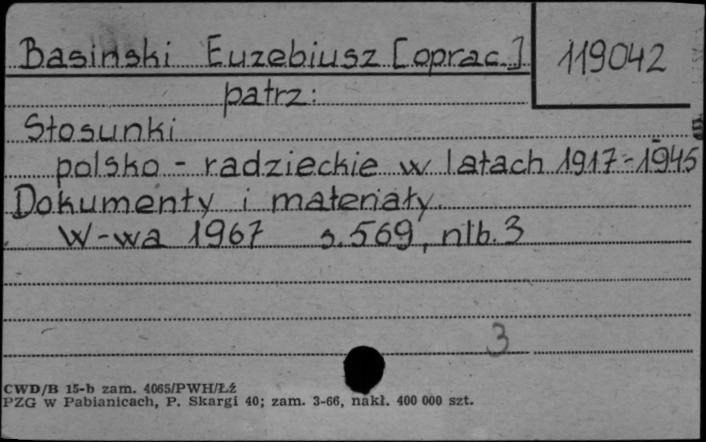 Basiński Euzebiusz [oprac.] 119042
patrz:
Stosunki
polsko - radzieckie w latach 1917-1945
Dokumenty i materiały.
W-wa 1967 s. 569, nlb. 3
3
CWD/B 15-b zam. 4065/PWH/Łż
PZG w Pabianicach, P. Skargi 40; zam. 3-66, nakł. 400 000 szt.